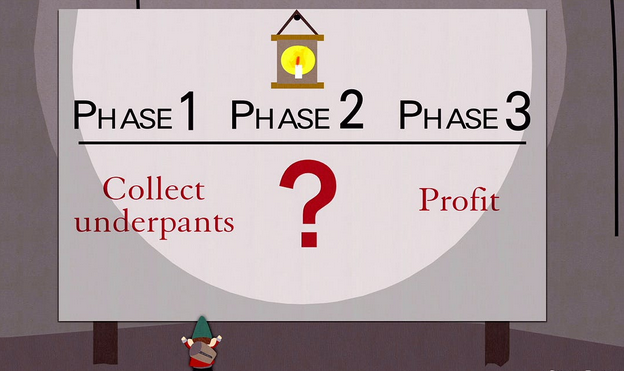 PHASE 1 PHASE 2 PHASE 3
Collect
underpants
?
Profit